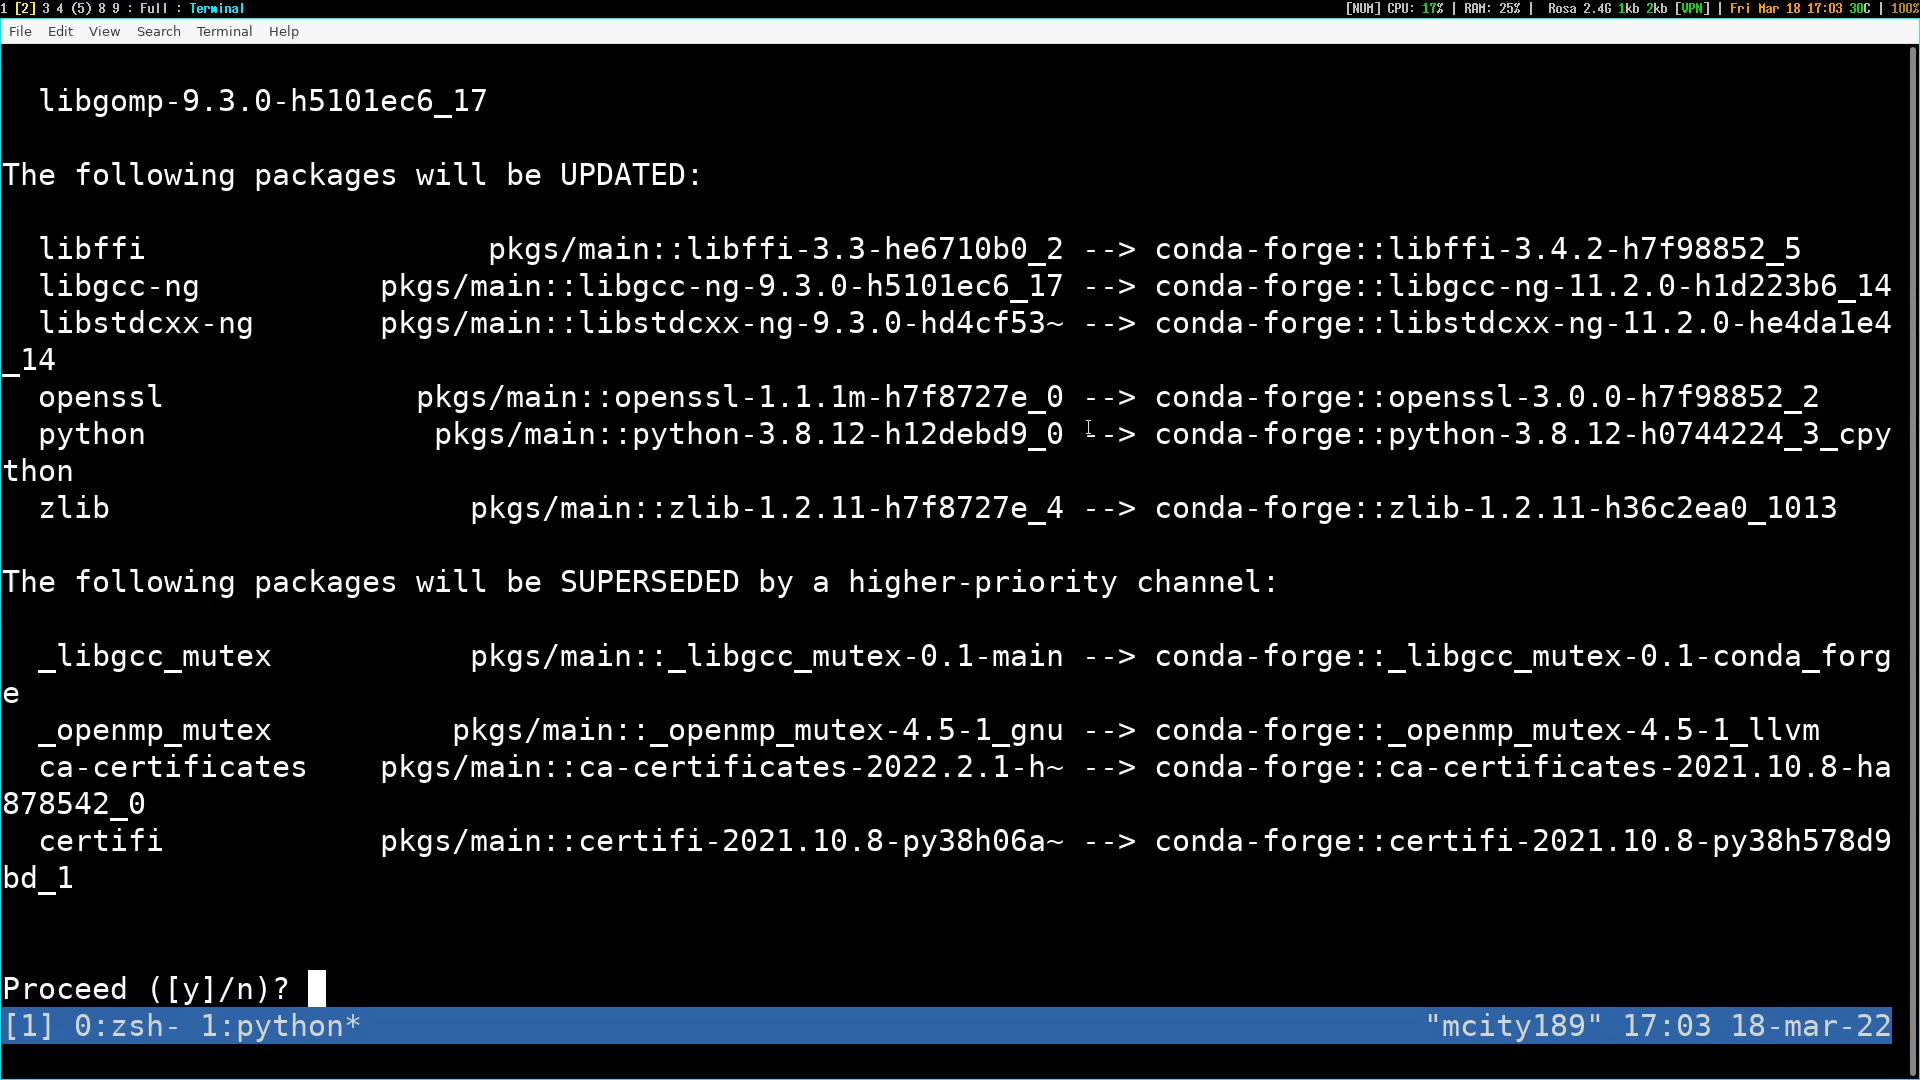 1 [2] 3 4 (5) 8 9 : Full : Terminal [NUM] CPU: 17% | RAM: 25% | Rosa 2.4G 1kb 2kb [VPN] | Fri Mar 18 17:03 30C | 100%
File Edit View Search Terminal Help
libgomp-9.3.0-h5101ec6_17
The following packages will be UPDATED:
libffi pkgs/main::libffi-3.3-he6710b0_2 --> conda-forge::libffi-3.4.2-h7f98852_5
libgcc-ng pkgs/main::libgcc-ng-9.3.0-h5101ec6_17 --> conda-forge::libgcc-ng-11.2.0-h1d223b6_14
libstdcxx-ng pkgs/main::libstdcxx-ng-9.3.0-hd4cf53~ --> conda-forge::libstdcxx-ng-11.2.0-he4da1e4
_14
openssl pkgs/main::openssl-1.1.1m-h7f8727e_0 --> conda-forge::openssl-3.0.0-h7f98852_2
python pkgs/main::python-3.8.12-h12debd9_0 --> conda-forge::python-3.8.12-h0744224_3_cpy
thon
zlib pkgs/main::zlib-1.2.11-h7f8727e_4 --> conda-forge::zlib-1.2.11-h36c2ea0_1013
The following packages will be SUPERSEDED by a higher-priority channel:
_libgcc_mutex pkgs/main::_libgcc_mutex-0.1-main --> conda-forge::_libgcc_mutex-0.1-conda_forg
e
_openmp_mutex pkgs/main::_openmp_mutex-4.5-1_gnu --> conda-forge::_openmp_mutex-4.5-1_llvm
ca-certificates pkgs/main::ca-certificates-2022.2.1-h~ --> conda-forge::ca-certificates-2021.10.8-ha
878542_0
certifi pkgs/main::certifi-2021.10.8-py38h06a~ --> conda-forge::certifi-2021.10.8-py38h578d9
bd_1
Proceed ([y]/n)?
[1] 0:zsh- 1:python* "mcity189" 17:03 18-mar-22